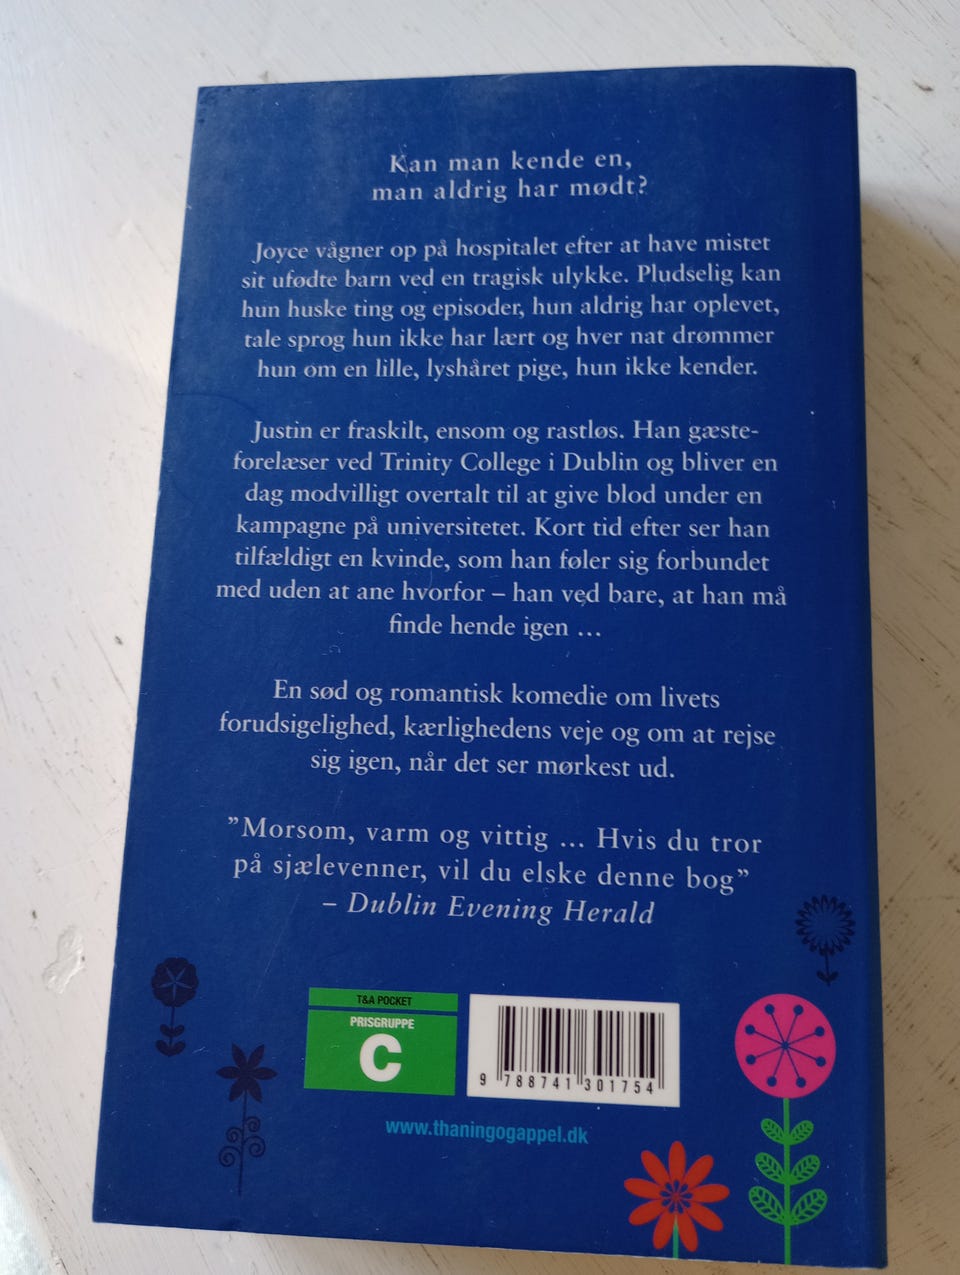 Kan man kende en,
man aldrig har mødt?
Joyce vågner op på hospitalet efter at have mistet
sit ufødte barn ved en tragisk ulykke. Pludselig kan
hun huske ting og episoder, hun aldrig har oplevet,
tale sprog hun ikke har lært og hver nat drømmer
hun om en lille, lyshåret pige, hun ikke kender.
Justin er fraskilt, ensom og rastløs. Han gæste-
forelæser ved Trinity College i Dublin og bliver en
dag modvilligt overtalt til at give blod under en
kampagne på universitetet. Kort tid efter ser han
tilfældigt en kvinde, som han føler sig forbundet
med uden at ane hvorfor – han ved bare, at han må
finde hende igen ...
En sød og romantisk komedie om livets
forudsigelighed, kærlighedens veje og om at rejse
sig igen, når det ser mørkest ud.
”Morsom, varm og vittig ... Hvis du tror
på sjælevenner, vil du elske denne bog”
– Dublin Evening Herald
T&A POCKET
PRISGRUPPE
C
9 788741 301754
www.thaningogappel.dk